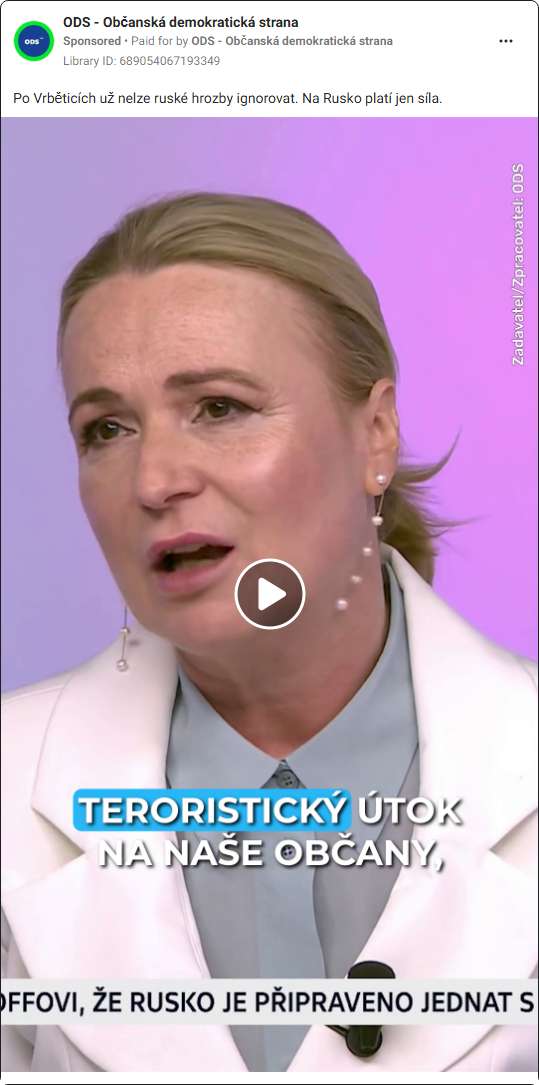 ODS - Občanská demokratická strana
Sponsored • Paid for by ODS - Občanská demokratická strana
Library ID: 689054067193349
ODS
Po Vrběticích už nelze ruské hrozby ignorovat. Na Rusko platí jen síla.
Zadavatel/Zpracovatel: ODS
TERORISTICKÝ ÚTOK
NA NAŠE OBČANY,
OFFOVI, ŽE RUSKO JE PŘIPRAVENO JEDNAT S